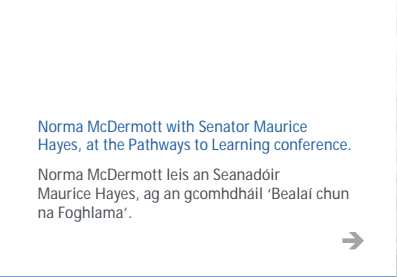 Norma McDermott with Senator Maurice
Hayes, at the Pathways to Learning conference.
Norma McDermott leis an Seanadóir
Maurice Hayes, ag an gcomhdháil ‘Bealaí chun
na Foghlama’.